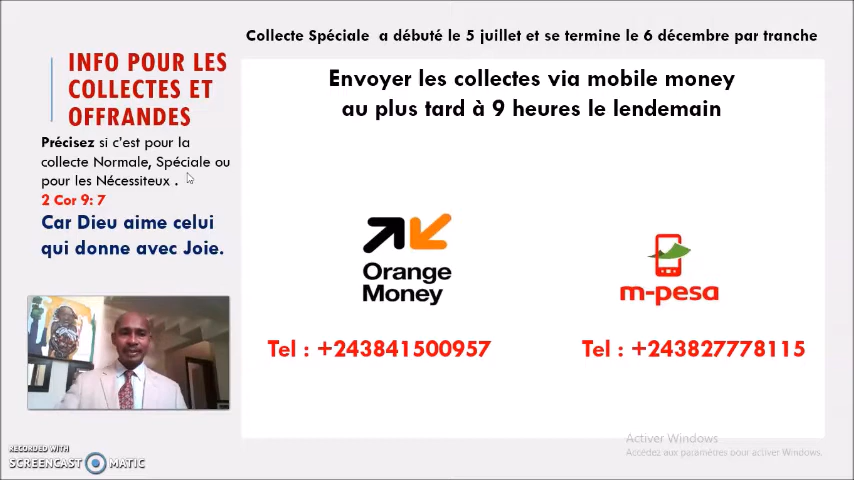 Collecte Spéciale a débuté le 5 juillet et se termine le 6 décembre par tranche
INFO POUR LES
COLLECTES ET
OFFRANDES
Précisez si c'est pour la
collecte Normale, Spéciale ou
pour les Nécessiteux .
2 Cor 9: 7
Car Dieu aime celui
qui donne avec Joie.
Envoyer les collectes via mobile money
au plus tard à 9 heures le lendemain
Orange
Money
m-pesa
Tel : +243841500957
Tel : +243827778115
RECORDED WITH
SCREENCAST MATIC
Activer Windows
Accédez aux paramètres pour activer Windows.